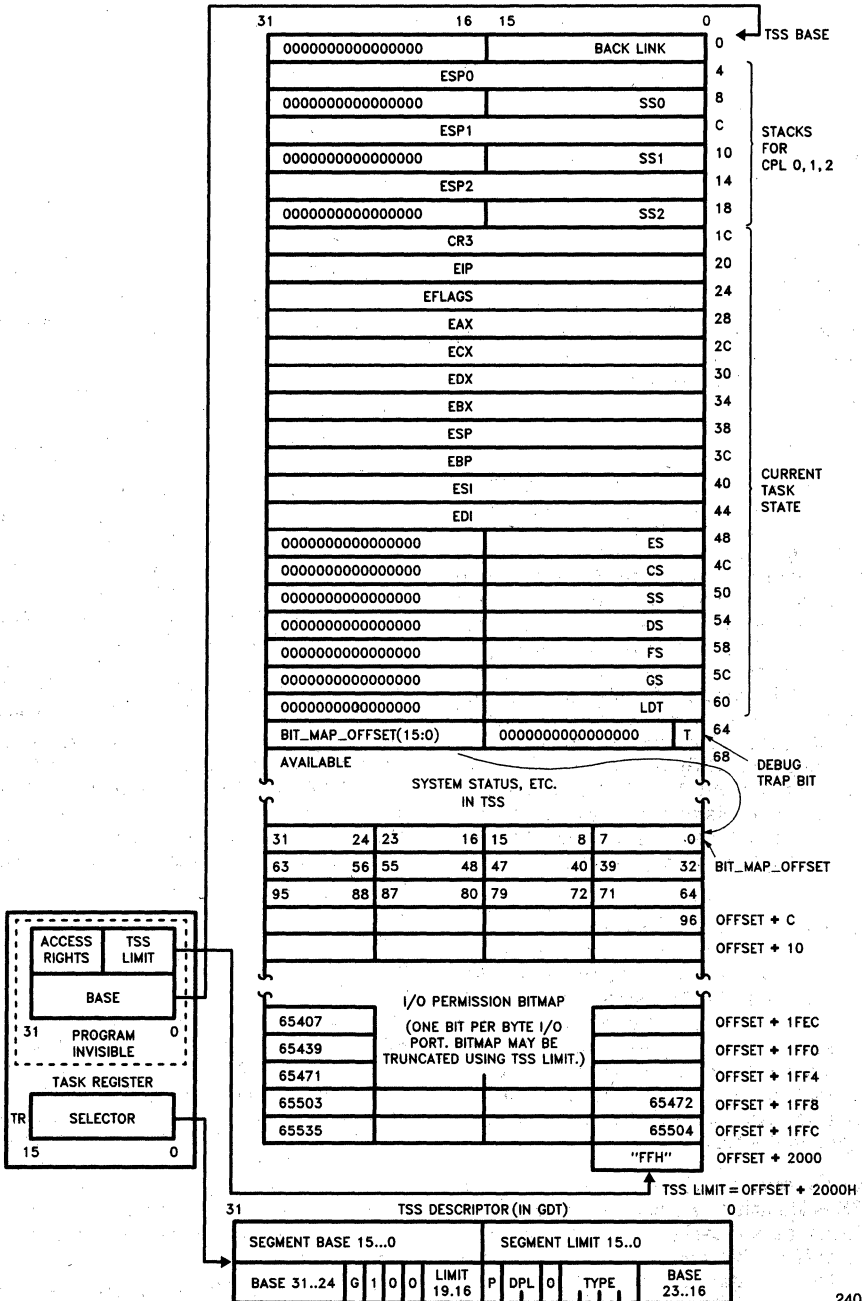 31 16 15 0
0000000000000000 BACK LINK 0 TSS BASE
ESP0 4
0000000000000000 SS0 8
ESP1 C
STACKS
FOR
CPL 0, 1, 2
0000000000000000 SS1 10
ESP2 14
0000000000000000 SS2 18
CR3 1C
EIP 20
EFLAGS 24
EAX 28
ECX 2C
EDX 30
EBX 34
ESP 38
EBP 3C
ESI 40
EDI 44
CURRENT
TASK
STATE
0000000000000000 ES 48
0000000000000000 CS 4C
0000000000000000 SS 50
0000000000000000 DS 54
0000000000000000 FS 58
0000000000000000 GS 5C
0000000000000000 LDT 60
BIT_MAP_OFFSET(15:0) 0000000000000000 T 64
AVAILABLE 68
DEBUG
TRAP BIT
SYSTEM STATUS, ETC.
IN TSS
31 24 23 16 15 8 7 0
63 56 55 48 47 40 39 32 BIT_MAP_OFFSET
95 88 87 80 79 72 71 64
96 OFFSET + C
OFFSET + 10
I/O PERMISSION BITMAP
(ONE BIT PER BYTE I/O
PORT. BITMAP MAY BE
TRUNCATED USING TSS LIMIT.)
65407 OFFSET + 1FEC
65439 OFFSET + 1FF0
65471 OFFSET + 1FF4
65503 65472 OFFSET + 1FF8
65535 65504 OFFSET + 1FFC
"FFH" OFFSET + 2000
ACCESS RIGHTS TSS LIMIT
BASE
31 0
PROGRAM
INVISIBLE
TASK REGISTER
TR SELECTOR
15 0
TSS LIMIT = OFFSET + 2000H
31 TSS DESCRIPTOR (IN GDT) 0
SEGMENT BASE 15...0 SEGMENT LIMIT 15..0
BASE 31..24 G 1 0 0 LIMIT 19.16 P DPL 0 TYPE BASE 23..16
240